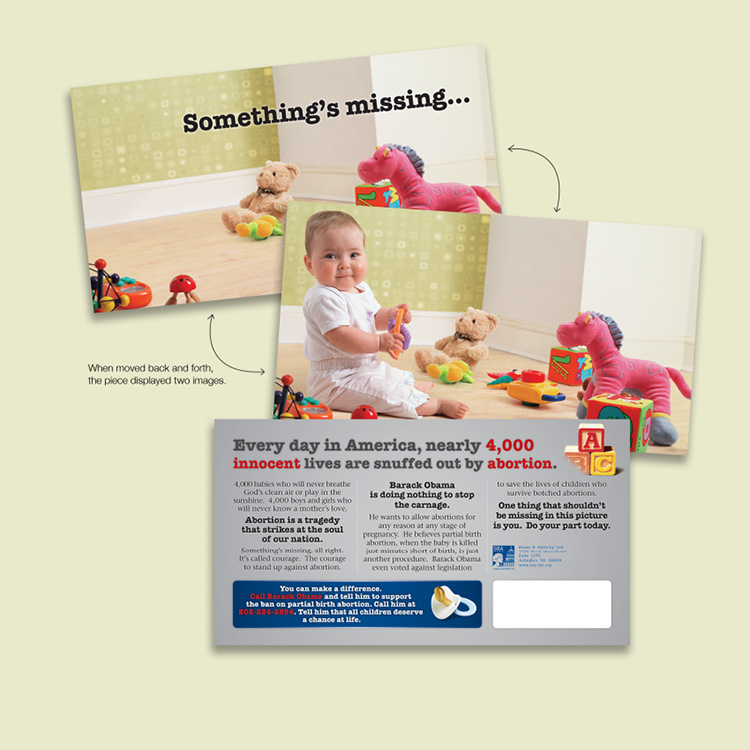 Something's missing...
When moved back and forth,
the piece displayed two images.
Every day in America, nearly 4,000
innocent lives are snuffed out by abortion.
4,000 babies who will never breathe
God's clean air or play in the
sunshine. 4,000 boys and girls who
will never know a mother's love.
Abortion is a tragedy
that strikes at the soul
of our nation.
Something's missing, all right.
It's called courage. The courage
to stand up against abortion.
Barack Obama
is doing nothing to stop
the carnage.
He wants to allow abortions for
any reason at any stage of
pregnancy. He believes partial birth
abortion, when the baby is killed
just minutes short of birth, is just
another procedure. Barack Obama
even voted against legislation
to save the lives of children who
survive botched abortions.
One thing that shouldn't
be missing in this picture
is you. Do your part today.
Susan B. Anthony List
Suite 1070
Arlington, VA 22209
You can make a difference.
Call Barack Obama and tell him to support
the ban on partial birth abortion. Call him at
202-224-2854. Tell him that all children deserve
a chance at life.
A
B C